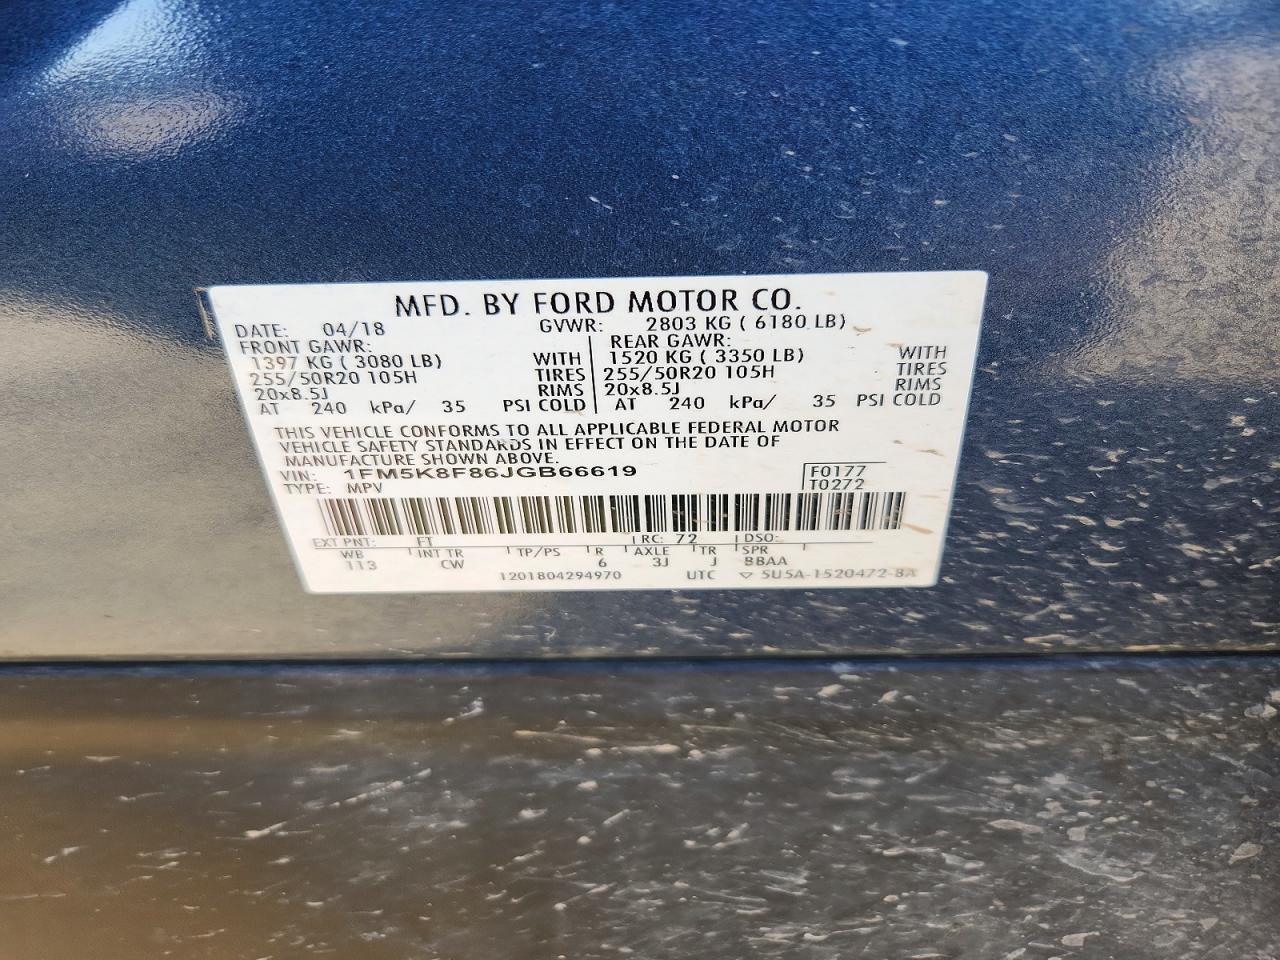 MFD. BY FORD MOTOR CO.
DATE: 04/18 GVWR: 2803 KG ( 6180 LB)
FRONT GAWR: REAR GAWR:
1397 KG ( 3080 LB) WITH 1520 KG ( 3350 LB) WITH
255/50R20 105H TIRES 255/50R20 105H TIRES
20x8.5J RIMS 20x8.5J RIMS
AT 240 kPa/ 35 PSI COLD AT 240 kPa/ 35 PSI COLD
THIS VEHICLE CONFORMS TO ALL APPLICABLE FEDERAL MOTOR
VEHICLE SAFETY STANDARDS IN EFFECT ON THE DATE OF
MANUFACTURE SHOWN ABOVE.
VIN: 1FM5K8F86JGB66619 F0177
TYPE: MPV T0272
EXT PNT: FT RC: 72 DSO:
WB INT TR TP/PS R AXLE TR SPR
113 CW 6 3J J BBAA
1201804294970 UTC ▽ 5U5A-1520472-BA